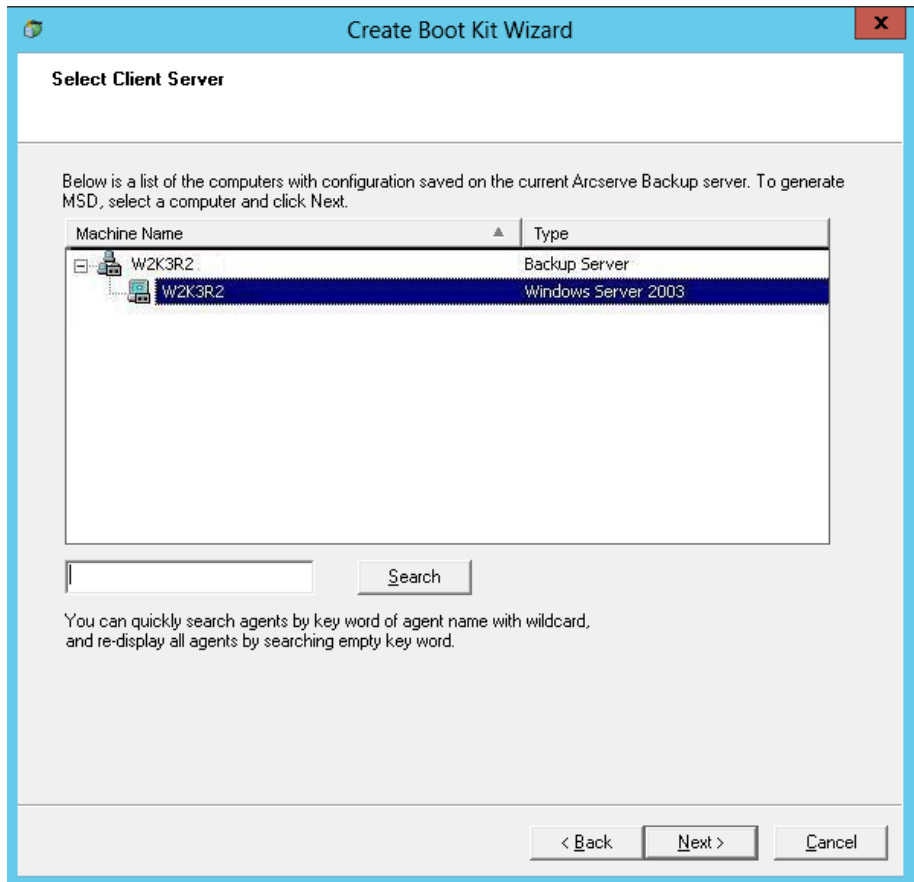 Create Boot Kit Wizard
x
Select Client Server
Below is a list of the computers with configuration saved on the current Arcserve Backup server. To generate
MSD, select a computer and click Next.
Machine Name Type
W2K3R2 Backup Server
W2K3R2 Windows Server 2003
Search
You can quickly search agents by key word of agent name with wildcard,
and re-display all agents by searching empty key word.
< Back Next > Cancel